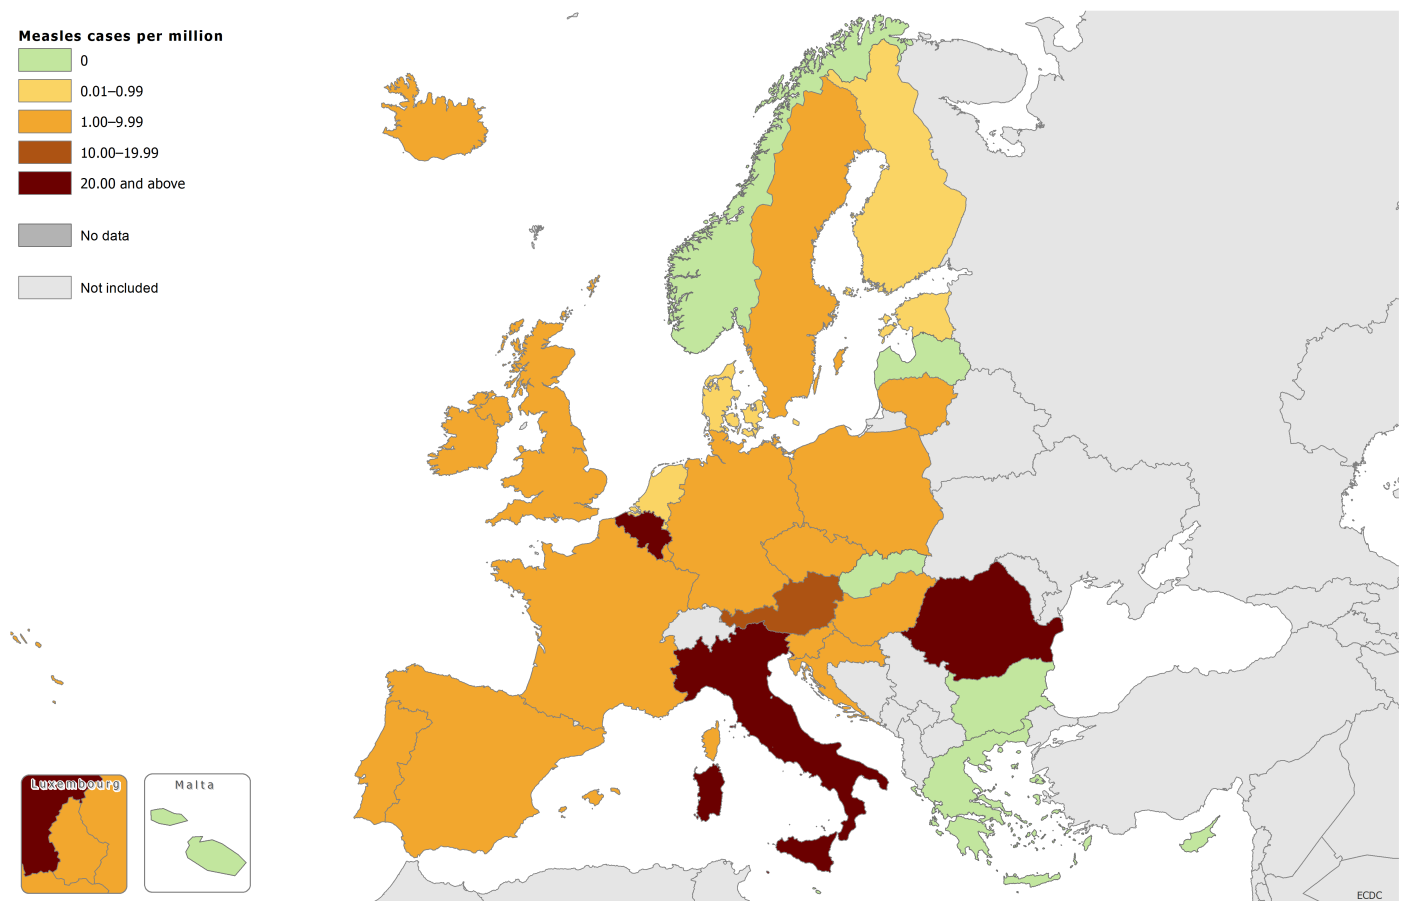 Measles cases per million
0
0.01–0.99
1.00–9.99
10.00–19.99
20.00 and above
No data
Not included
Luxembourg
Malta
ECDC